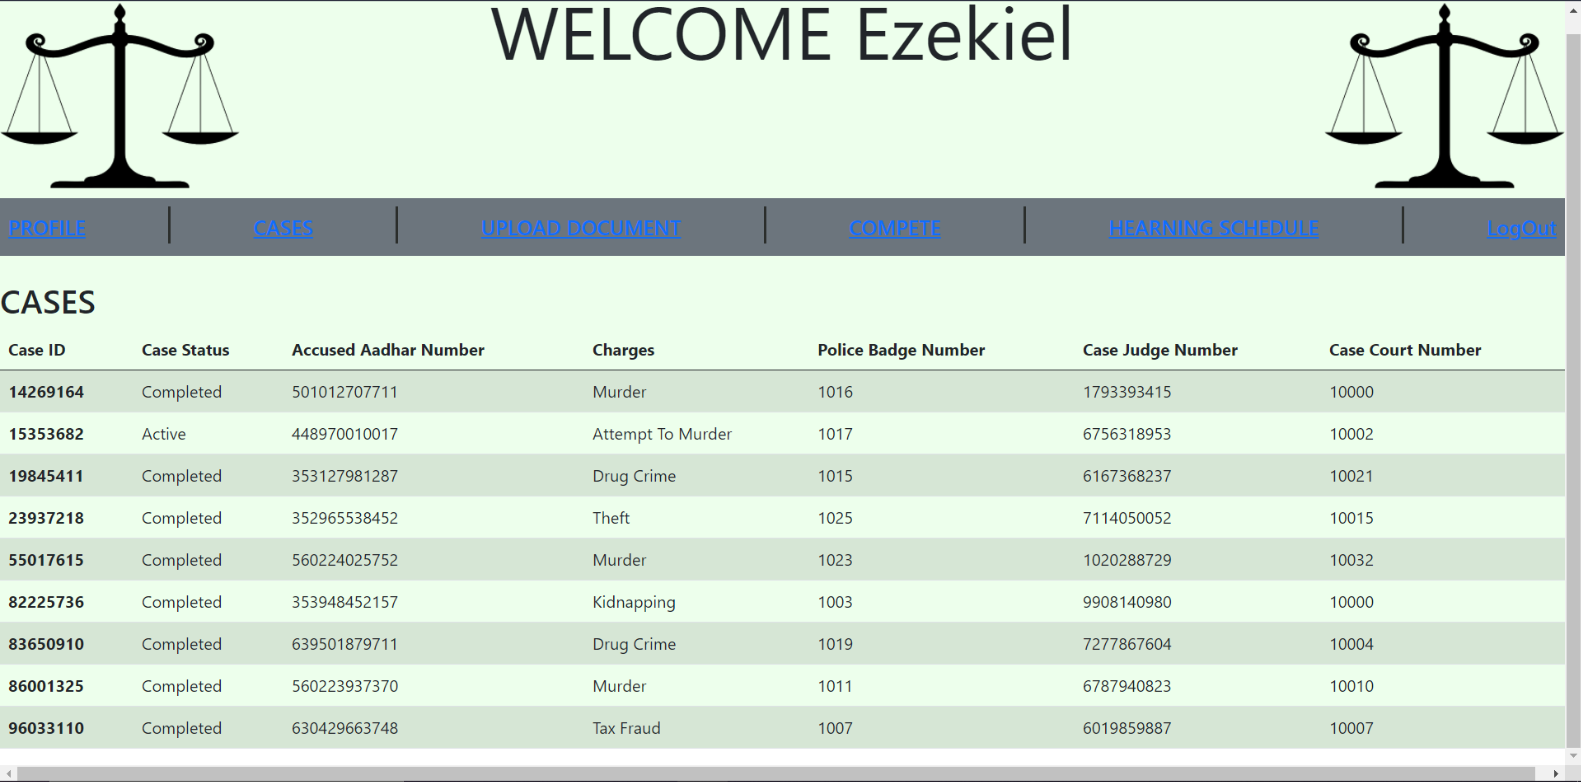 WELCOME Ezekiel
PROFILE CASES UPLOAD DOCUMENT COMPETE HEARNING SCHEDULE LogOut
CASES
Case ID Case Status Accused Aadhar Number Charges Police Badge Number Case Judge Number Case Court Number
14269164 Completed 501012707711 Murder 1016 1793393415 10000
15353682 Active 448970010017 Attempt To Murder 1017 6756318953 10002
19845411 Completed 353127981287 Drug Crime 1015 6167368237 10021
23937218 Completed 352965538452 Theft 1025 7114050052 10015
55017615 Completed 560224025752 Murder 1023 1020288729 10032
82225736 Completed 353948452157 Kidnapping 1003 9908140980 10000
83650910 Completed 639501879711 Drug Crime 1019 7277867604 10004
86001325 Completed 560223937370 Murder 1011 6787940823 10010
96033110 Completed 630429663748 Tax Fraud 1007 6019859887 10007